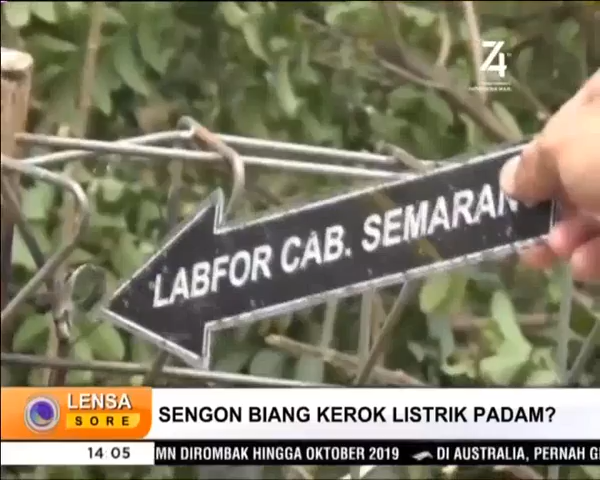 74
LABFOR CAB. SEMARAN
LENSA
SORE
SENGON BIANG KEROK LISTRIK PADAM?
14:05
MN DIROMBAK HINGGA OKTOBER 2019
DI AUSTRALIA, PERNAH G